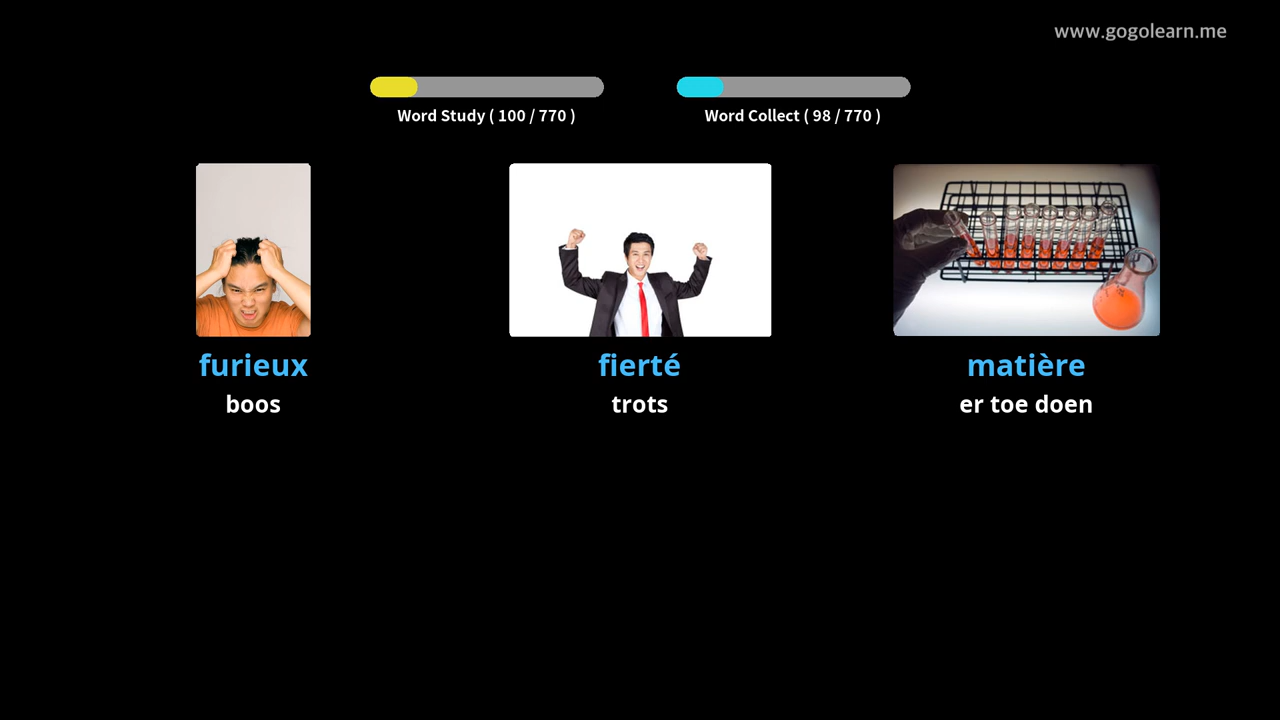 www.gogolearn.me
Word Study ( 100 / 770 )
Word Collect ( 98 / 770 )
furieux
fierté
matière
boos
trots
er toe doen